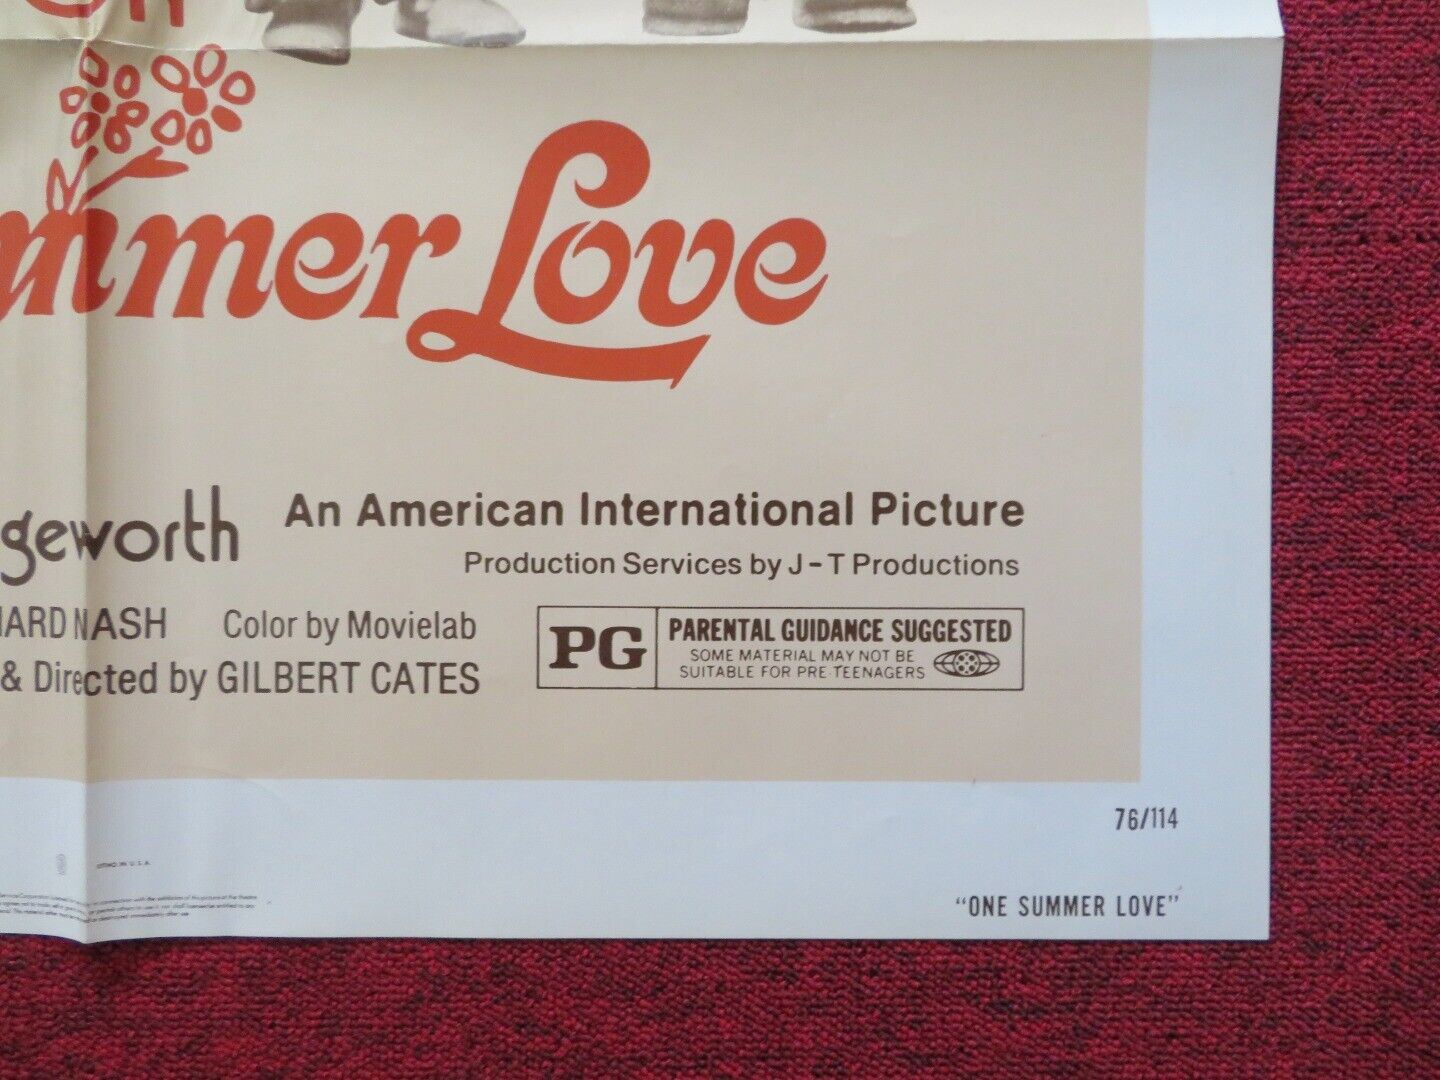 mmer Love
geworth
An American International Picture
Production Services by J-T Productions
HARD NASH Color by Movielab
& Directed by GILBERT CATES
PG
PARENTAL GUIDANCE SUGGESTED
SOME MATERIAL MAY NOT BE
SUITABLE FOR PRE-TEENAGERS
76/114
LITHO. IN U.S.A.
"ONE SUMMER LOVE"